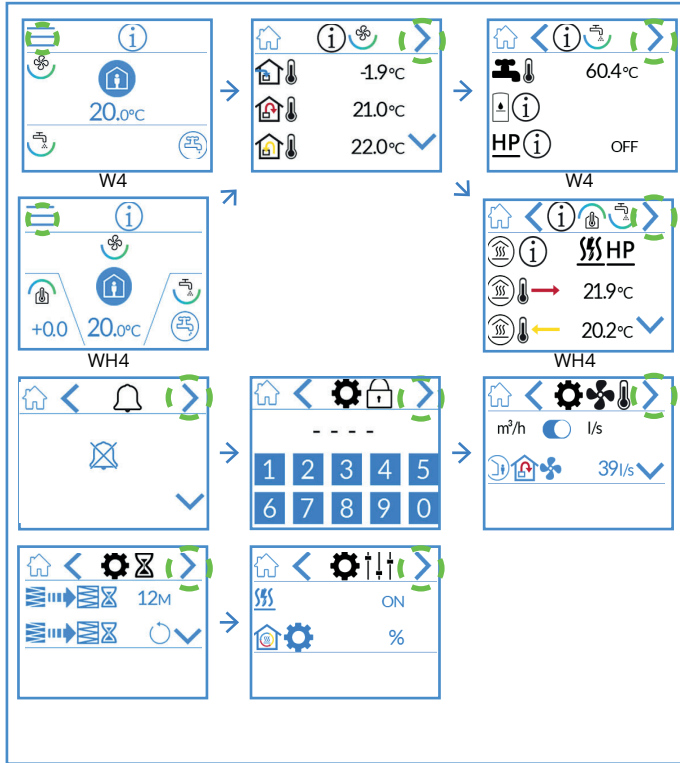 20.0°C
W4
-1.9°C
21.0°C
22.0°C
60.4°C
HP OFF
W4
+0.0 20.0°C
WH4
HP
21.9°C
20.2°C
WH4
- - - -
1 2 3 4 5
6 7 8 9 0
m³/h l/s
39 l/s
12M
ON
%